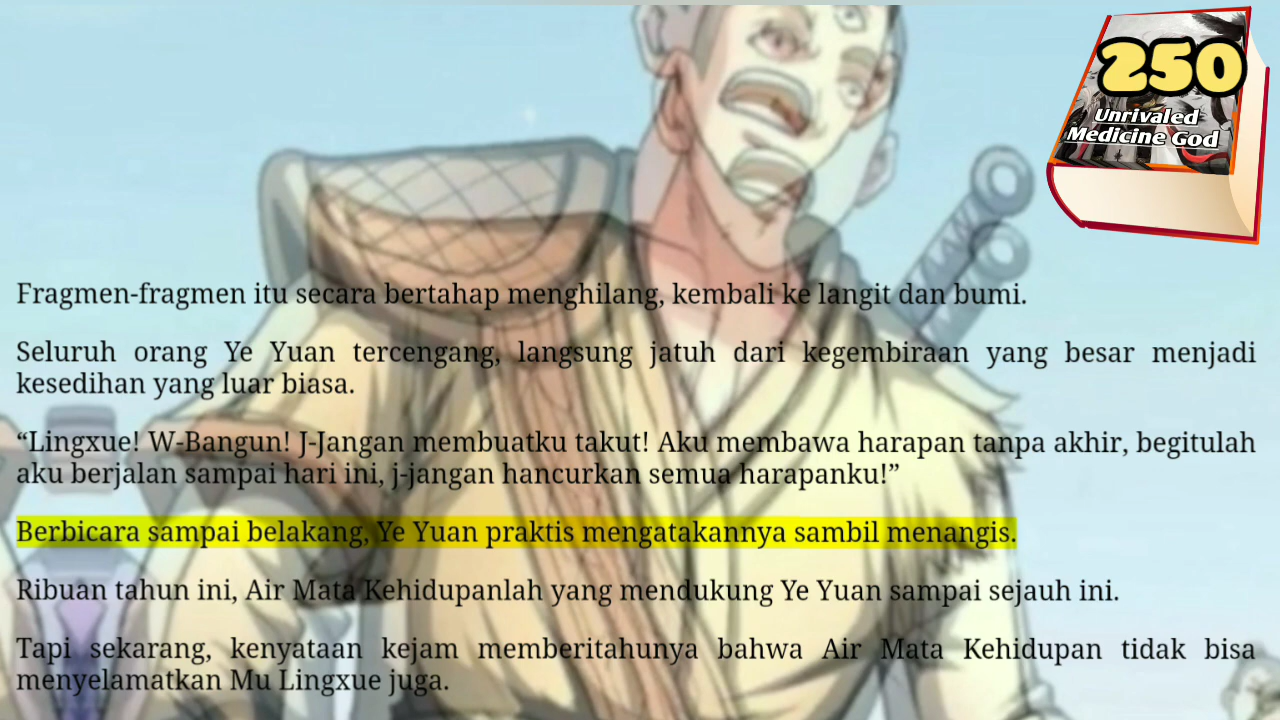 250
Unrivaled
Medicine God
Fragmen-fragmen itu secara bertahap menghilang, kembali ke langit dan bumi.
Seluruh orang Ye Yuan tercengang, langsung jatuh dari kegembiraan yang besar menjadi
kesedihan yang luar biasa.
“Lingxue! W-Bangun! J-Jangan membuatku takut! Aku membawa harapan tanpa akhir, begitulah
aku berjalan sampai hari ini, j-jangan hancurkan semua harapanku!”
Berbicara sampai belakang, Ye Yuan praktis mengatakannya sambil menangis.
Ribuan tahun ini, Air Mata Kehidupanlah yang mendukung Ye Yuan sampai sejauh ini.
Tapi sekarang, kenyataan kejam memberitahunya bahwa Air Mata Kehidupan tidak bisa
menyelamatkan Mu Lingxue juga.